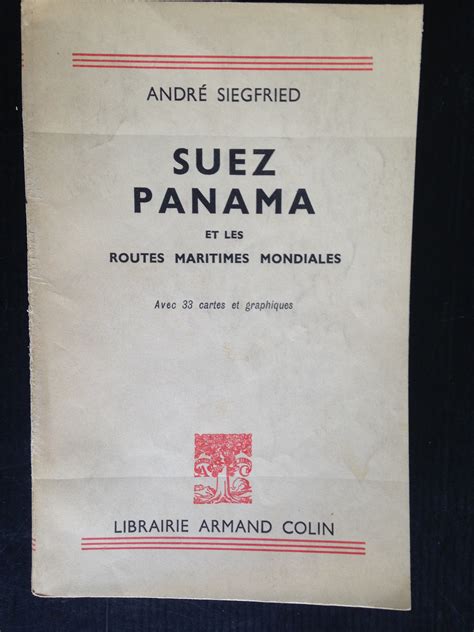 ANDRÉ SIEGFRIED
SUEZ
PANAMA
ET LES
ROUTES MARITIMES MONDIALES
Avec 33 cartes et graphiques
LIBRAIRIE ARMAND COLIN